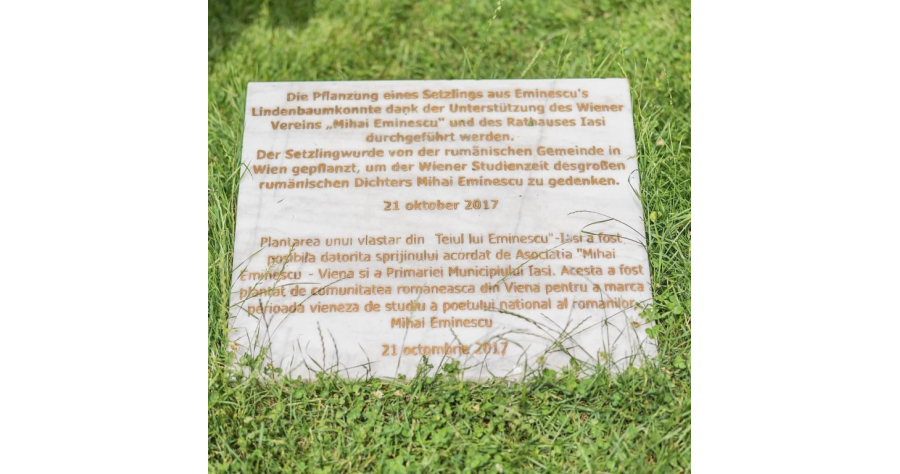 Die Pflanzung eines Setzlings aus Eminescu's
Lindenbaumkonnte dank der Unterstützung des Wiener
Vereins „Mihai Eminescu" und des Rathauses Iasi
durchgeführt werden.
Der Setzlingwurde von der rumänischen Gemeinde in
Wien gepflanzt, um der Wiener Studienzeit desgroßen
rumänischen Dichters Mihai Eminescu zu gedenken.
21 oktober 2017
Plantarea unui vlastar din "Teiul lui Eminescu"-Iasi a fost
posibila datorita sprijinului acordat de Asociatia "Mihai
Eminescu - Viena si a Primariei Municipiului Iasi. Acesta a fost
plantat de comunitatea romaneasca din Viena pentru a marca
perioada vieneza de studiu a poetului national al romanilor,
Mihai Eminescu
21 octombrie 2017